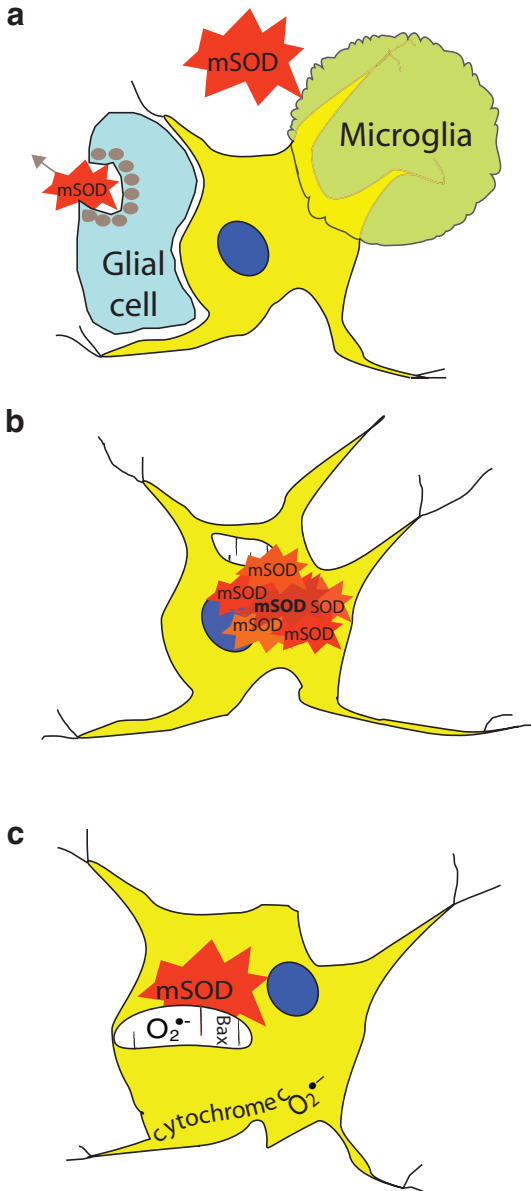 a
mSOD
Microglia
mSOD
Glial
cell
b
mSOD
mSOD
mSOD SOD
mSOD
mSOD
c
mSOD
O₂•-
Bax
cytochrome c
O₂•-